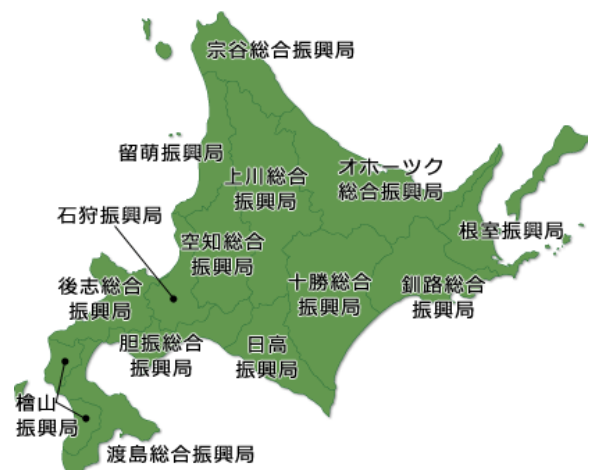 宗谷総合振興局
留萌振興局
上川総合
振興局
オホーツク
総合振興局
石狩振興局
空知総合
振興局
根室振興局
後志総合
振興局
十勝総合
振興局
釧路総合
振興局
胆振総合
振興局
日高
振興局
檜山
振興局
渡島総合振興局